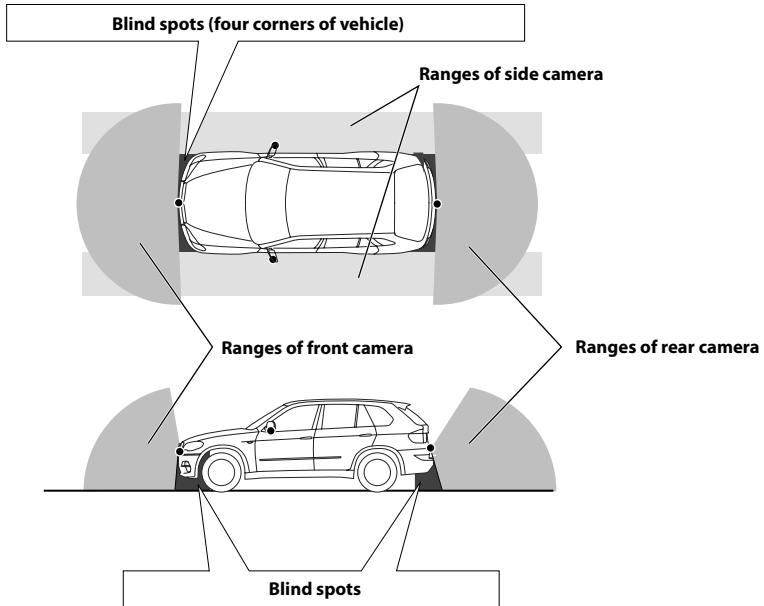 Blind spots (four corners of vehicle)
Ranges of side camera
Ranges of front camera
Ranges of rear camera
Blind spots